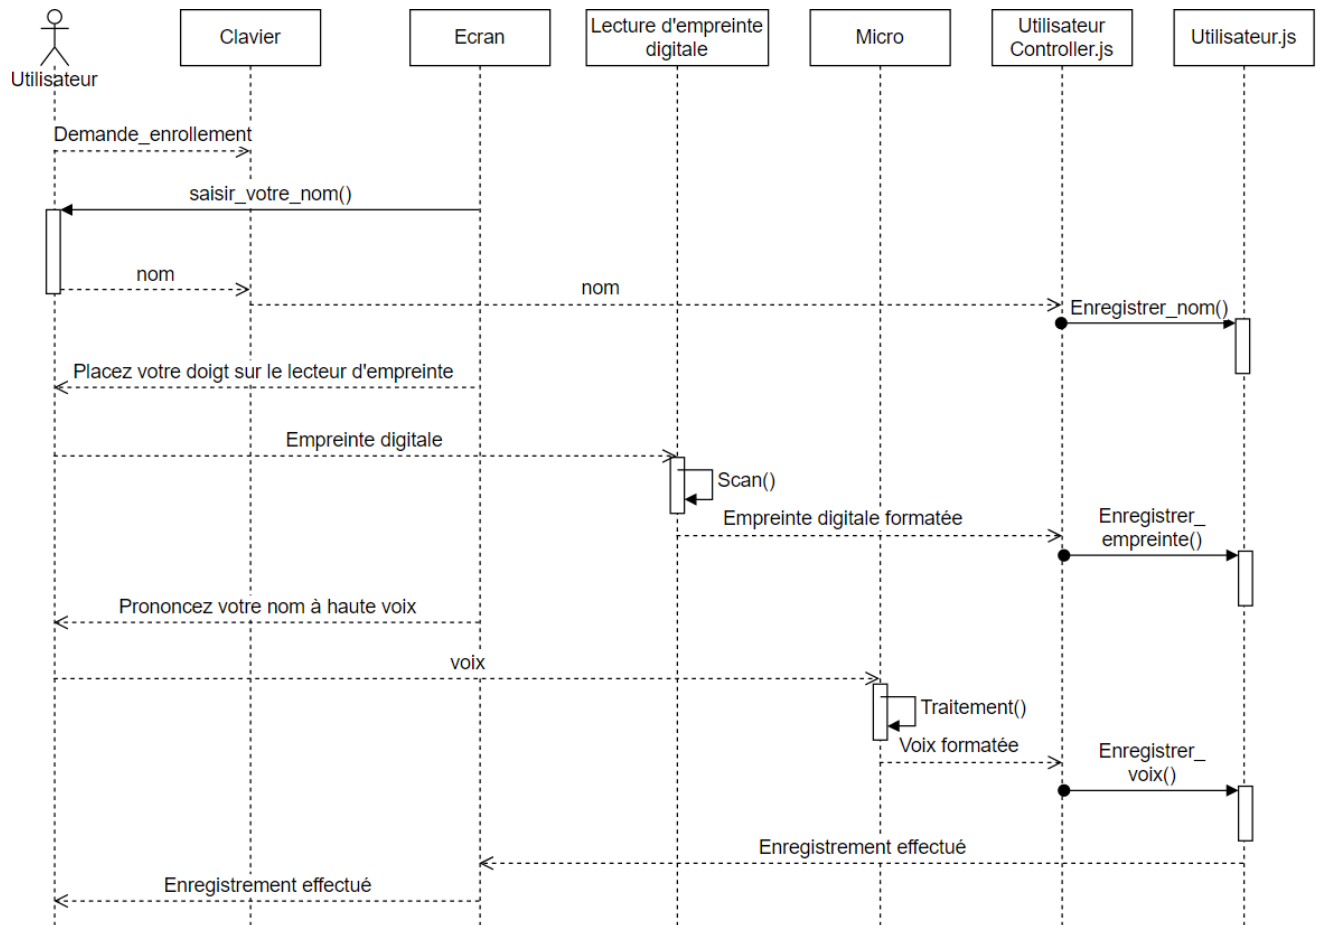 Utilisateur
Clavier
Ecran
Lecture d'empreinte
digitale
Micro
Utilisateur
Controller.js
Utilisateur.js
Demande_enrollement
saisir_votre_nom()
nom
nom
Enregistrer_nom()
Placez votre doigt sur le lecteur d'empreinte
Empreinte digitale
Scan()
Empreinte digitale formatée
Enregistrer_
empreinte()
Prononcez votre nom à haute voix
voix
Traitement()
Voix formatée
Enregistrer_
voix()
Enregistrement effectué
Enregistrement effectué